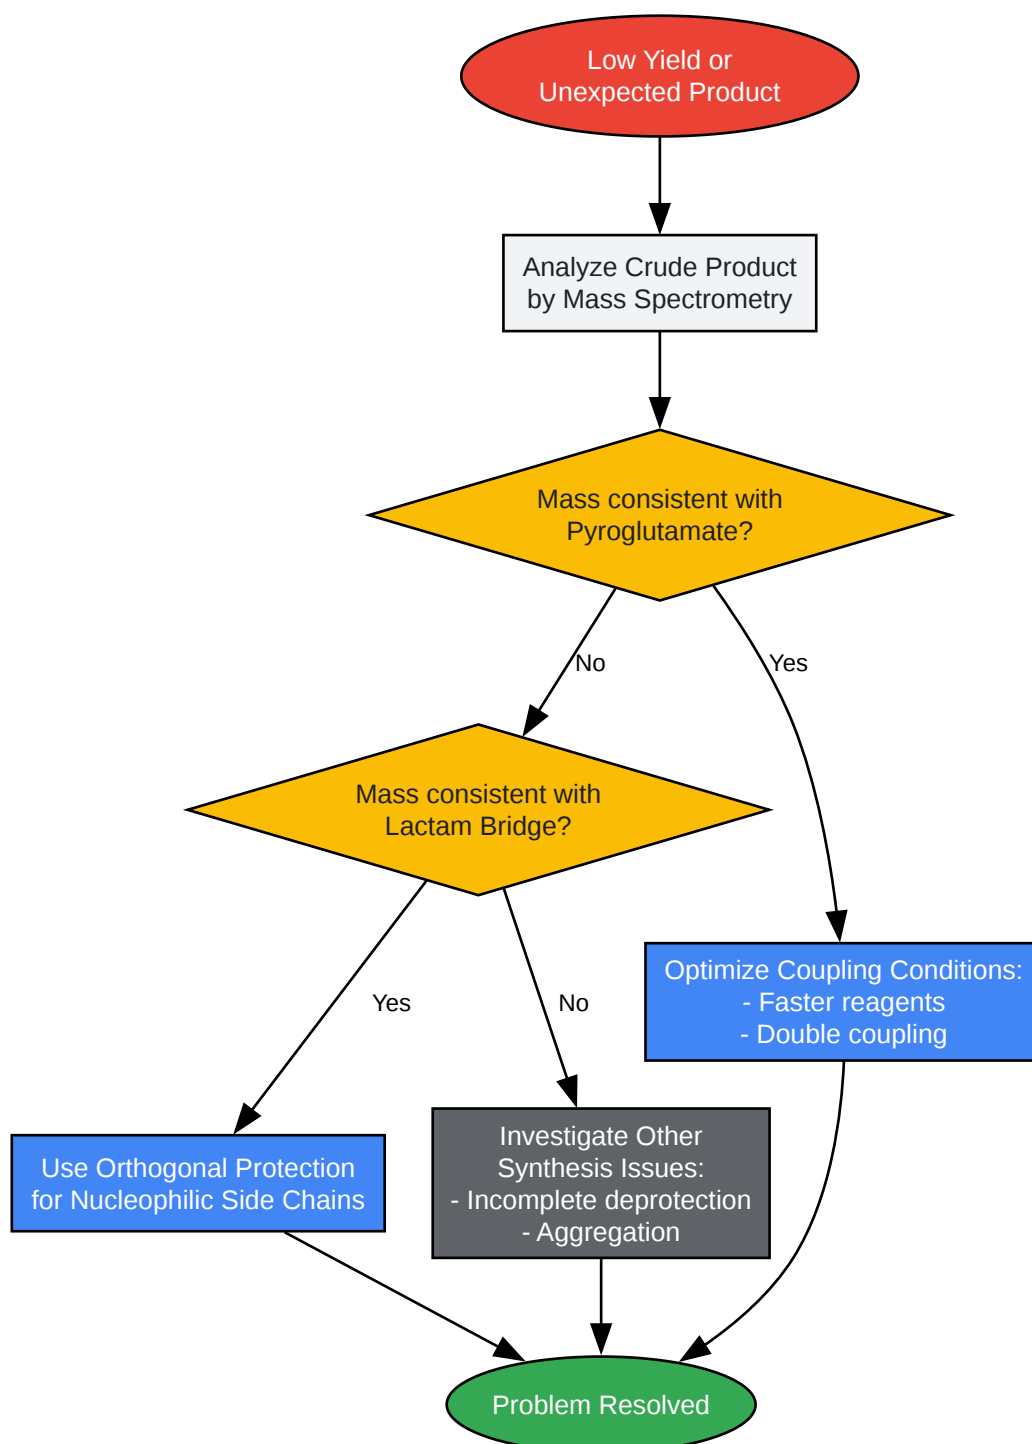 Low Yield or
Unexpected Product
Analyze Crude Product
by Mass Spectrometry
Mass consistent with
Pyroglutamate?
No
Yes
Mass consistent with
Lactam Bridge?
Yes
No
Optimize Coupling Conditions:
- Faster reagents
- Double coupling
Use Orthogonal Protection
for Nucleophilic Side Chains
Investigate Other
Synthesis Issues:
- Incomplete deprotection
- Aggregation
Problem Resolved